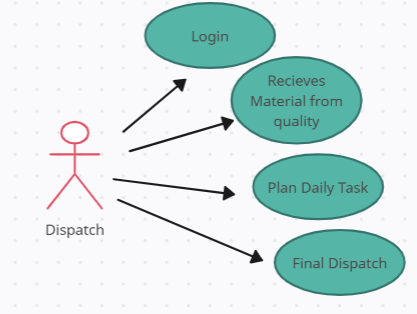 Login
Recieves
Material from
quality
Plan Daily Task
Dispatch
Final Dispatch